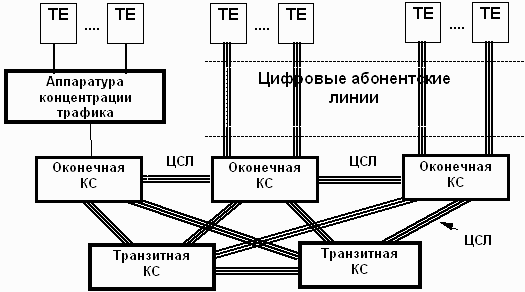 ТЕ .... ТЕ ТЕ .... ТЕ ТЕ .... ТЕ
Аппаратура
концентрации
трафика
Цифровые абонентские
линии
Оконечная
КС
ЦСЛ
Оконечная
КС
ЦСЛ
Оконечная
КС
ЦСЛ
Транзитная
КС
Транзитная
КС